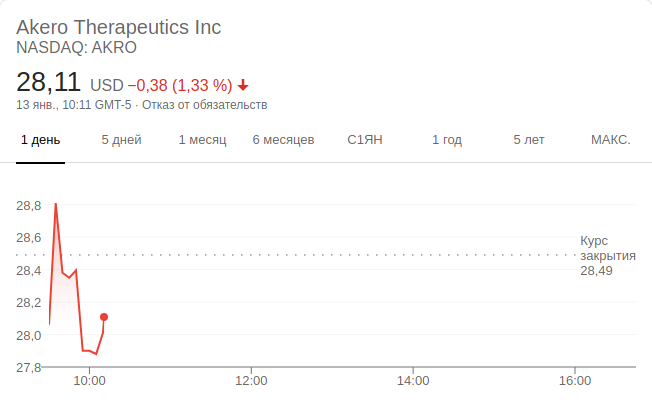 Akero Therapeutics Inc
NASDAQ: AKRO
28,11 USD −0,38 (1,33 %)
13 янв., 10:11 GMT-5 · Отказ от обязательств
1 день 5 дней 1 месяц 6 месяцев С1ЯН 1 год 5 лет МАКС.
28,8
28,6
28,4
28,2
28,0
27,8
Курс
закрытия
28,49
10:00 12:00 14:00 16:00